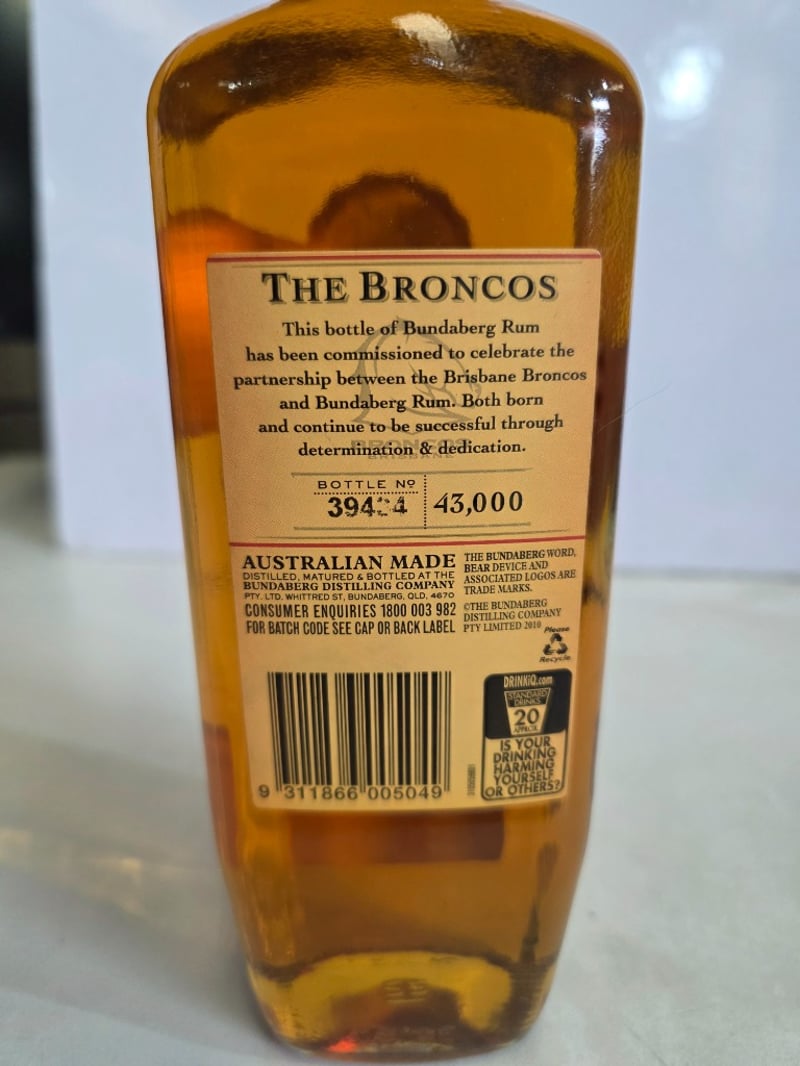 THE BRONCOS
This bottle of Bundaberg Rum
has been commissioned to celebrate the
partnership between the Brisbane Broncos
and Bundaberg Rum. Both born
and continue to be successful through
determination & dedication.
BRONCOS
BRISBANE
BOTTLE Nº
43,000
AUSTRALIAN MADE
DISTILLED, MATURED & BOTTLED AT THE
BUNDABERG DISTILLING COMPANY
PTY. LTD. WHITTRED ST, BUNDABERG, QLD. 4670
CONSUMER ENQUIRIES 1800 003 982
FOR BATCH CODE SEE CAP OR BACK LABEL
THE BUNDABERG WORD,
BEAR DEVICE AND
ASSOCIATED LOGOS ARE
TRADE MARKS.
©THE BUNDABERG
DISTILLING COMPANY
PTY LIMITED 2010
Please
Recycle
9 311866 005049
DRINKiQ.com
STANDARD
DRINKS
20
APPROX.
IS YOUR
DRINKING
HARMING
YOURSELF
OR OTHERS?